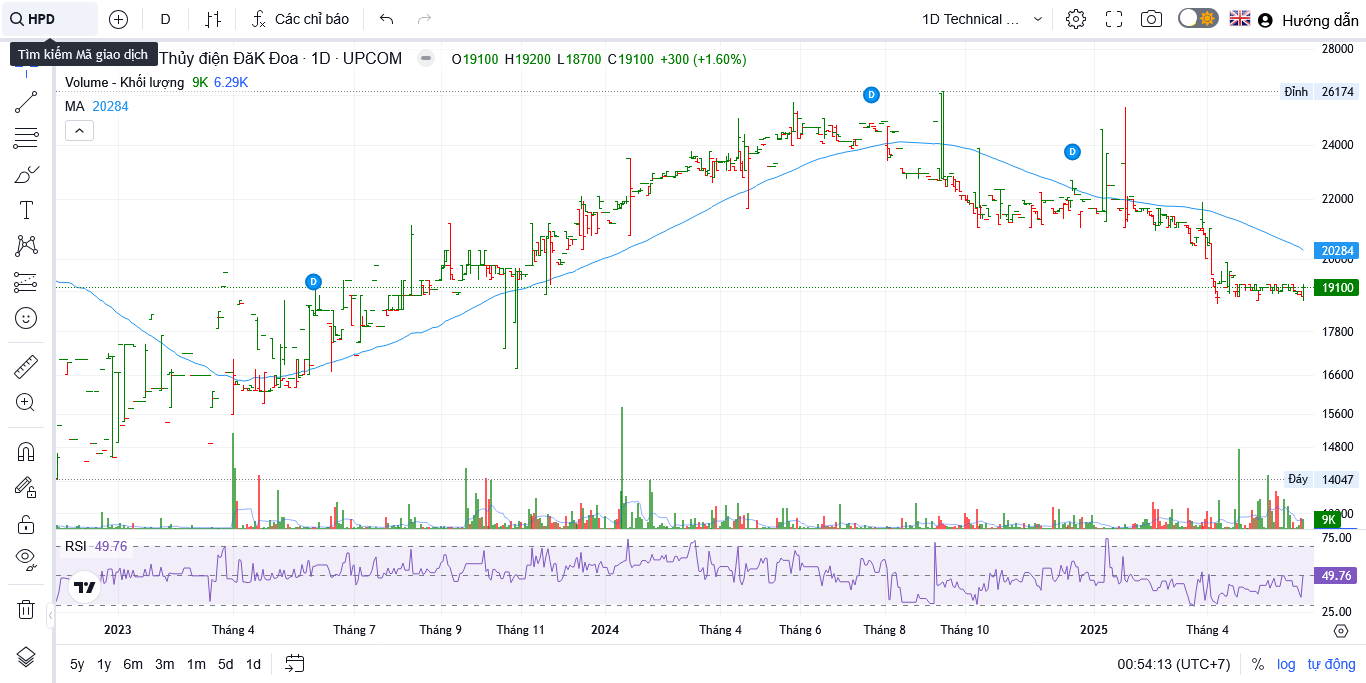 HPD
D
Các chỉ báo
1D Technical ...
Hướng dẫn
Tìm kiếm Mã giao dịch
Thủy điện ĐăK Đoa · 1D · UPCOM
O19100 H19200 L18700 C19100 +300 (+1.60%)
Volume - Khối lượng 9K 6.29K
MA 20284
D
D
D
28000
Đỉnh 26174
24000
22000
20284
20000
19100
17800
16600
15600
14800
Đáy 14047
9K
RSI 49.76
75.00
49.76
25.00
2023 Tháng 4 Tháng 7 Tháng 9 Tháng 11 2024 Tháng 4 Tháng 6 Tháng 8 Tháng 10 2025 Tháng 4
5y 1y 6m 3m 1m 5d 1d
00:54:13 (UTC+7) % log tự động